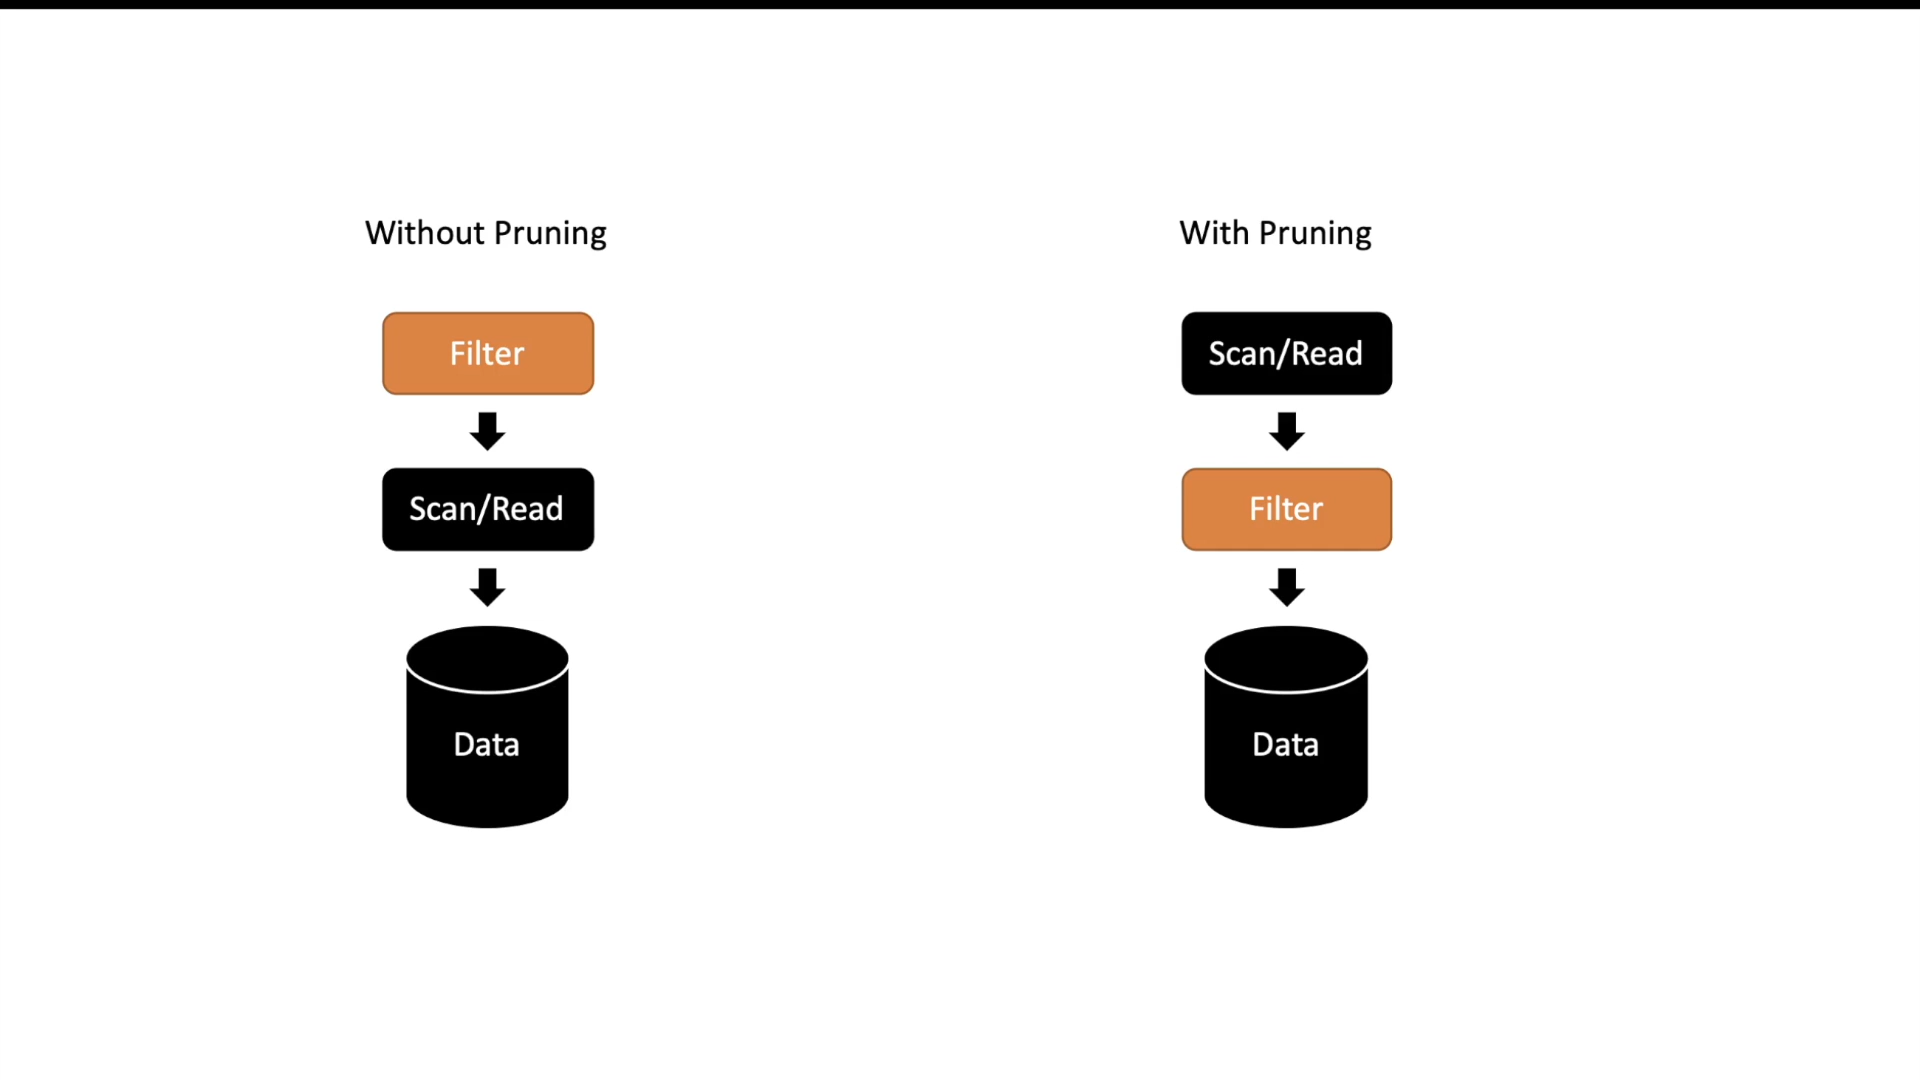 Without Pruning
Filter
Scan/Read
Data
With Pruning
Scan/Read
Filter
Data